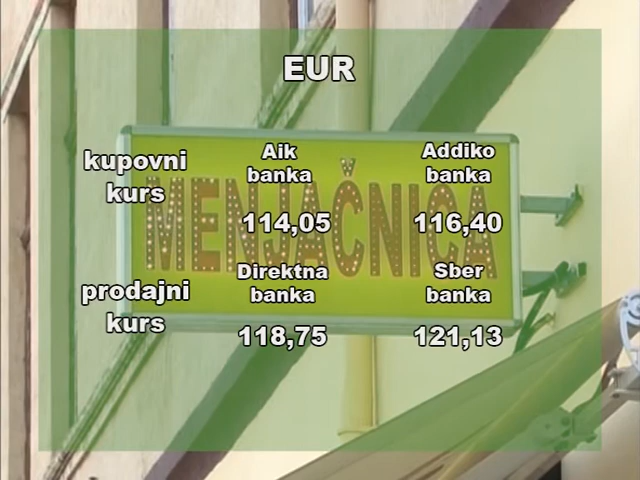 EUR
kupovni
kurs
Aik
banka
114,05
Addiko
banka
116,40
MENJAČNICA
prodajni
kurs
Direktna
banka
118,75
Sber
banka
121,13